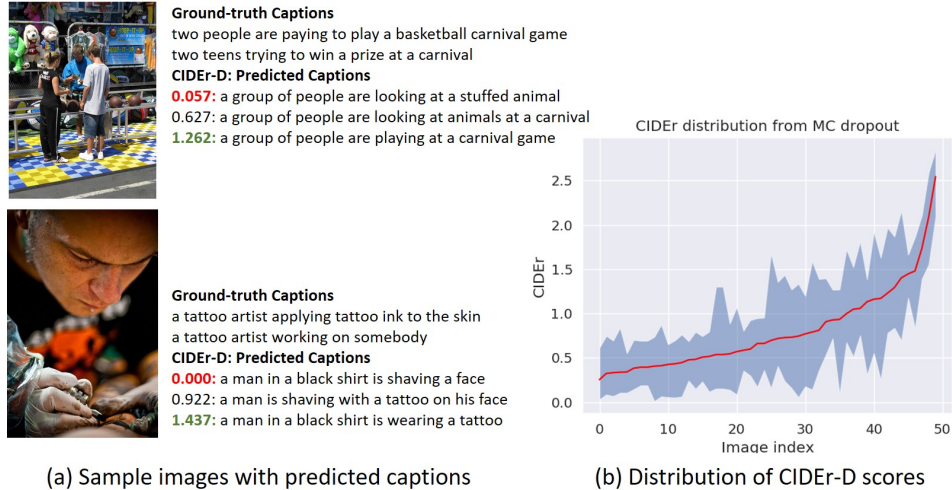 Ground-truth Captions
two people are paying to play a basketball carnival game
two teens trying to win a prize at a carnival
CIDEr-D: Predicted Captions
0.057: a group of people are looking at a stuffed animal
0.627: a group of people are looking at animals at a carnival
1.262: a group of people are playing at a carnival game
Ground-truth Captions
a tattoo artist applying tattoo ink to the skin
a tattoo artist working on somebody
CIDEr-D: Predicted Captions
0.000: a man in a black shirt is shaving a face
0.922: a man is shaving with a tattoo on his face
1.437: a man in a black shirt is wearing a tattoo
(a) Sample images with predicted captions
CIDEr distribution from MC dropout
CIDEr
2.5
2.0
1.5
1.0
0.5
0.0
0 10 20 30 40 50
Image index
(b) Distribution of CIDEr-D scores